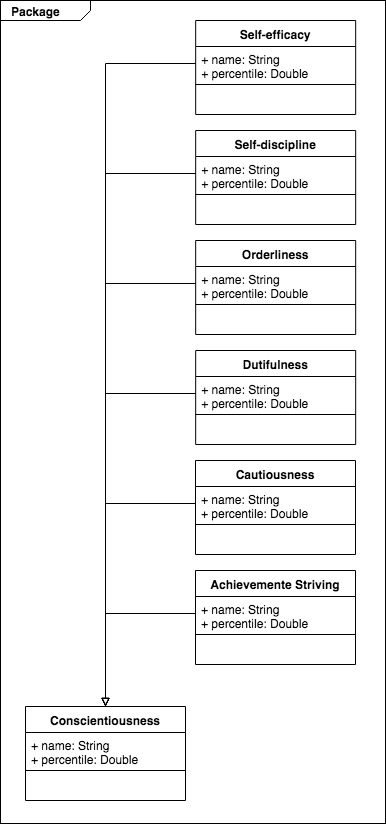 Package
Self-efficacy
+ name: String
+ percentile: Double
Self-discipline
+ name: String
+ percentile: Double
Orderliness
+ name: String
+ percentile: Double
Dutifulness
+ name: String
+ percentile: Double
Cautiousness
+ name: String
+ percentile: Double
Achievemente Striving
+ name: String
+ percentile: Double
Conscientiousness
+ name: String
+ percentile: Double